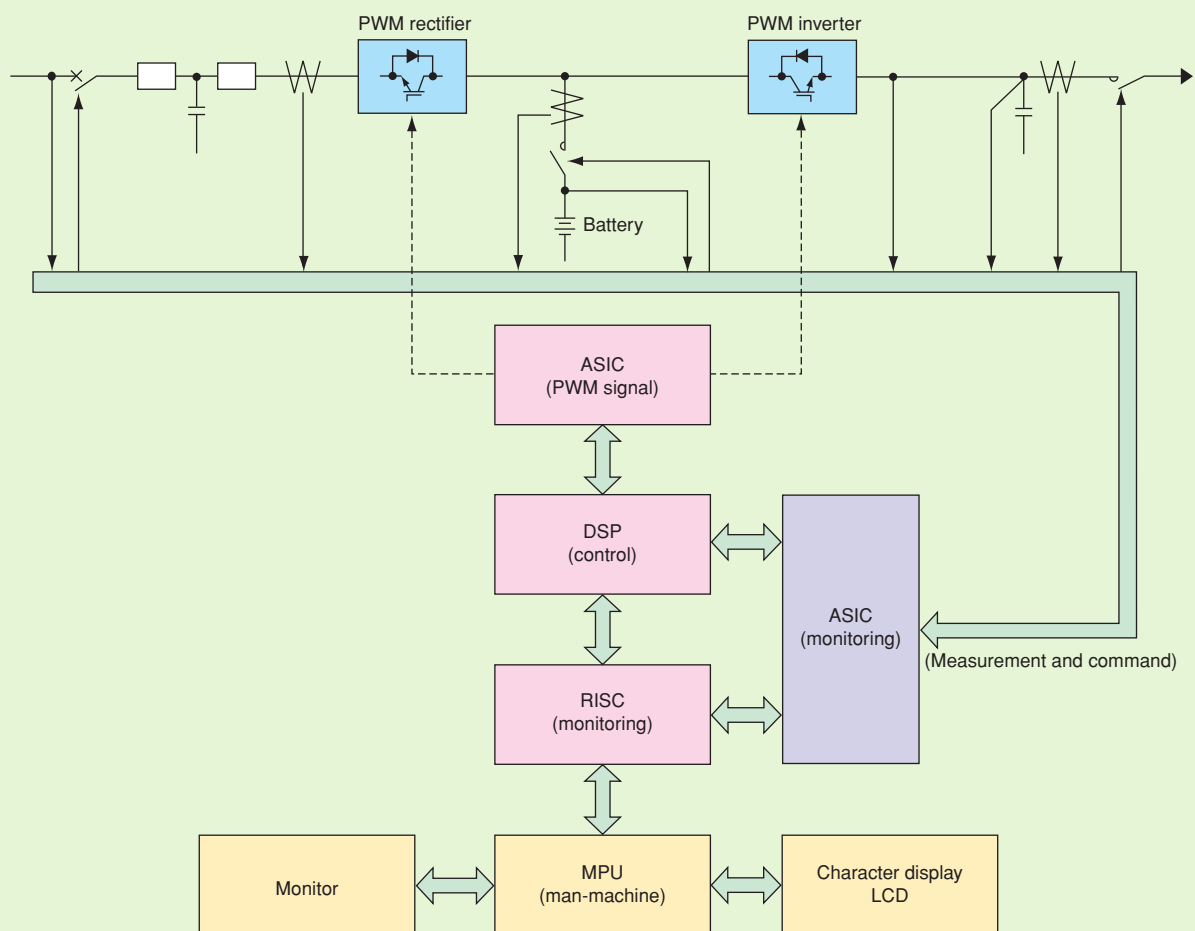 PWM rectifier
PWM inverter
Battery
ASIC
(PWM signal)
DSP
(control)
ASIC
(monitoring)
(Measurement and command)
RISC
(monitoring)
Monitor
MPU
(man-machine)
Character display
LCD